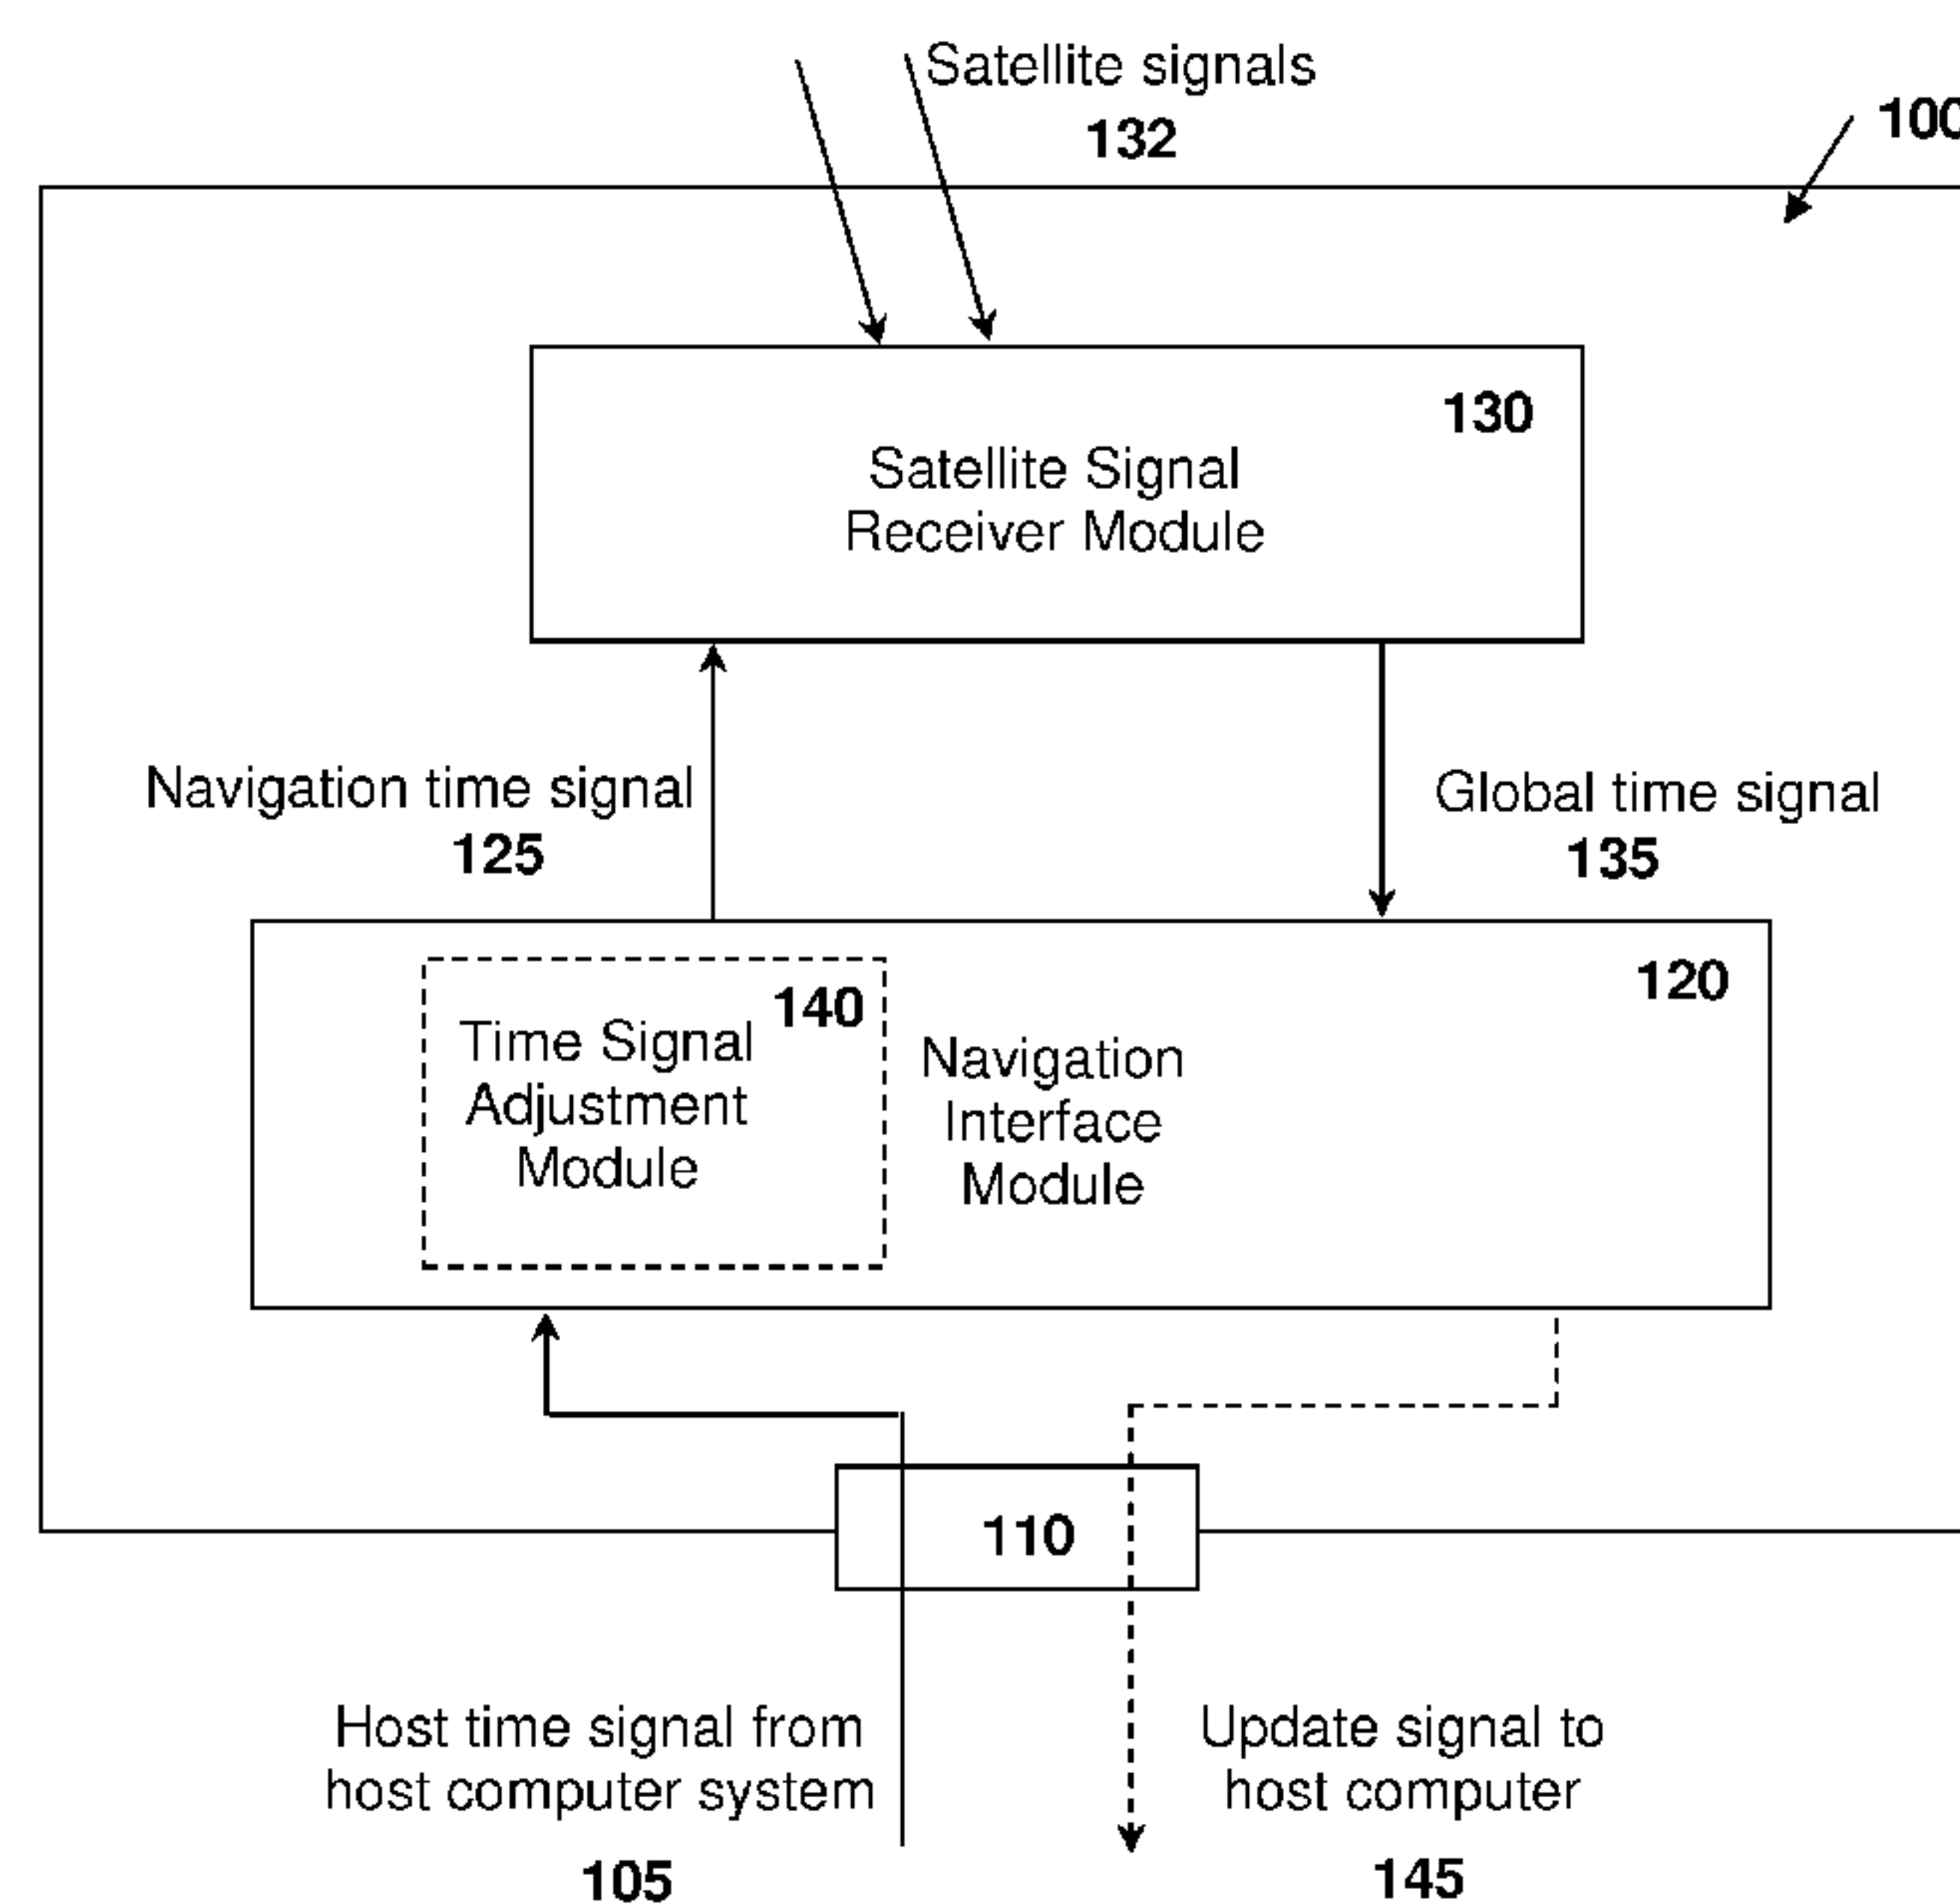 Satellite signals
132
100
130
Satellite Signal
Receiver Module
Navigation time signal
125
Global time signal
135
120
140
Time Signal
Adjustment
Module
Navigation
Interface
Module
110
Host time signal from
host computer system
105
Update signal to
host computer
145